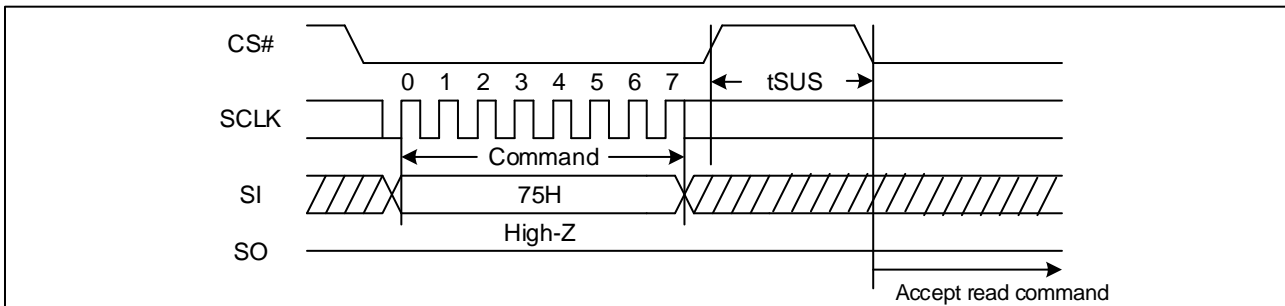 CS#
0 1 2 3 4 5 6 7
tSUS
SCLK
Command
SI
75H
High-Z
SO
Accept read command